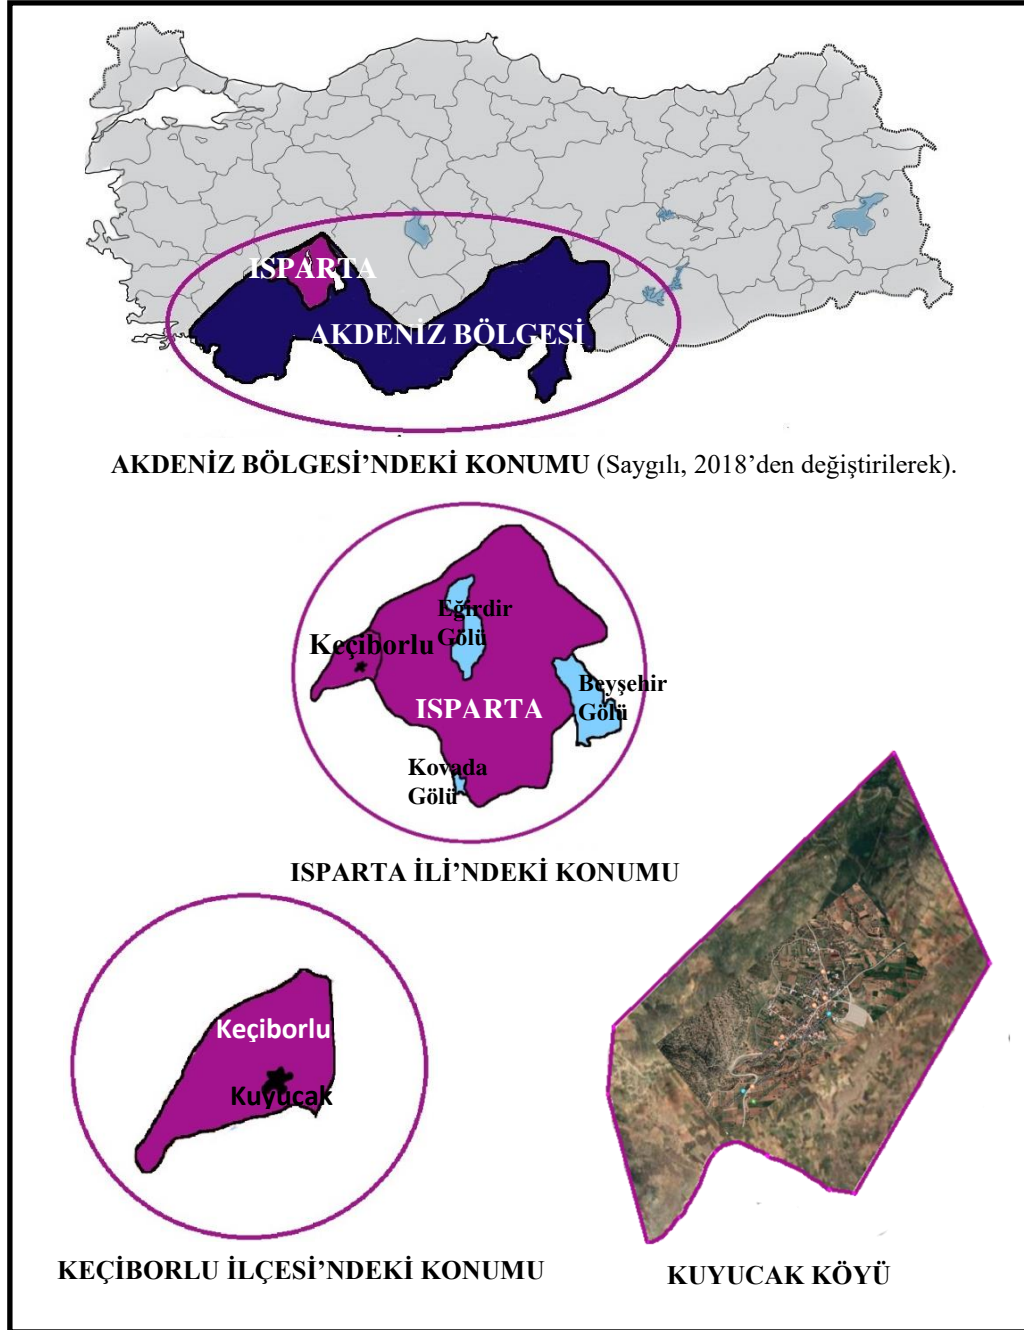 ISPARTA
AKDENİZ BÖLGESİ
AKDENİZ BÖLGESİ’NDEKİ KONUMU (Saygılı, 2018’den değiştirilerek).
Eğirdir
Gölü
Keçiborlu
Beyşehir
Gölü
ISPARTA
Kovada
Gölü
ISPARTA İLİ’NDEKİ KONUMU
Keçiborlu
Kuyucak
KEÇİBORLU İLÇESİ’NDEKİ KONUMU
KUYUCAK KÖYÜ